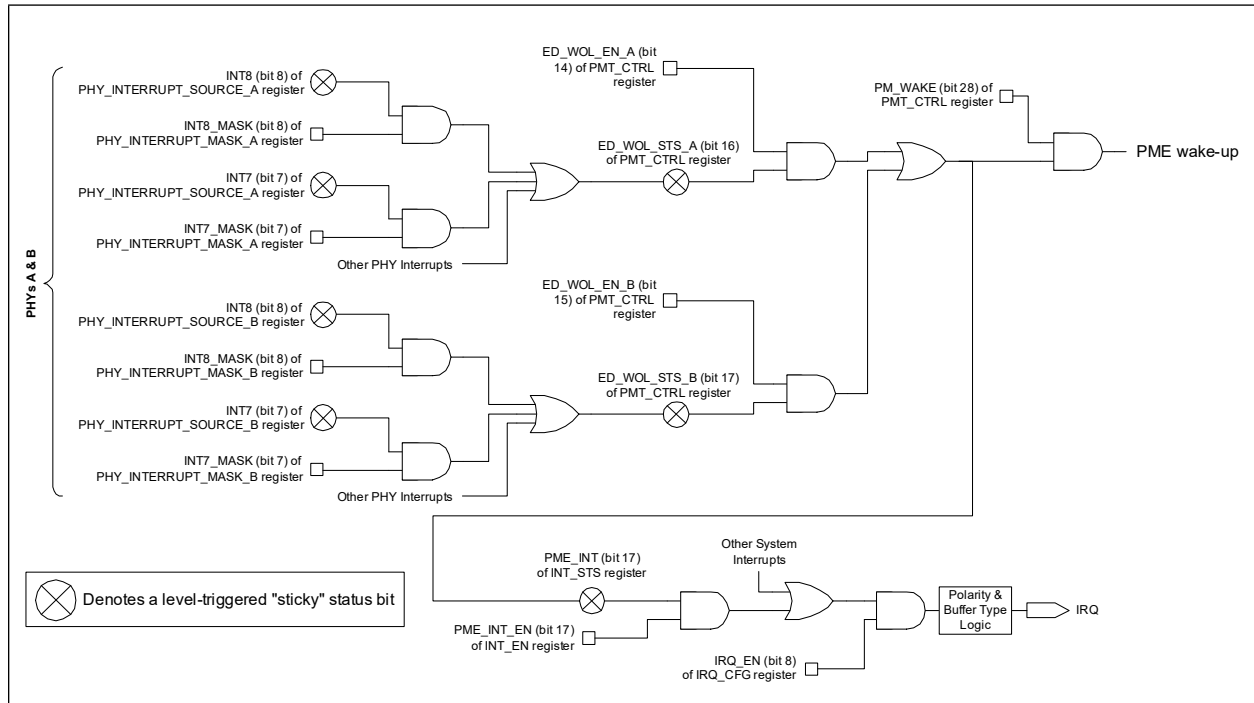 INT8 (bit 8) of
PHY_INTERRUPT_SOURCE_A register
INT8_MASK (bit 8) of
PHY_INTERRUPT_MASK_A register
INT7 (bit 7) of
PHY_INTERRUPT_SOURCE_A register
INT7_MASK (bit 7) of
PHY_INTERRUPT_MASK_A register
Other PHY Interrupts
ED_WOL_EN_A (bit
14) of PMT_CTRL
register
ED_WOL_STS_A (bit 16)
of PMT_CTRL register
PM_WAKE (bit 28) of
PMT_CTRL register
PME wake-up
PHYs A & B
INT8 (bit 8) of
PHY_INTERRUPT_SOURCE_B register
INT8_MASK (bit 8) of
PHY_INTERRUPT_MASK_B register
INT7 (bit 7) of
PHY_INTERRUPT_SOURCE_B register
INT7_MASK (bit 7) of
PHY_INTERRUPT_MASK_B register
Other PHY Interrupts
ED_WOL_EN_B (bit
15) of PMT_CTRL
register
ED_WOL_STS_B (bit 17)
of PMT_CTRL register
Denotes a level-triggered "sticky" status bit
PME_INT (bit 17)
of INT_STS register
PME_INT_EN (bit 17)
of INT_EN register
Other System
Interrupts
IRQ_EN (bit 8)
of IRQ_CFG register
Polarity &
Buffer Type
Logic
IRQ